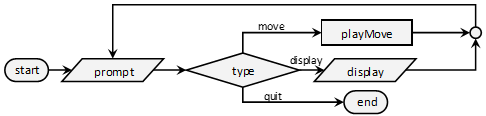 move
playMove
start
prompt
type
display
display
quit
end